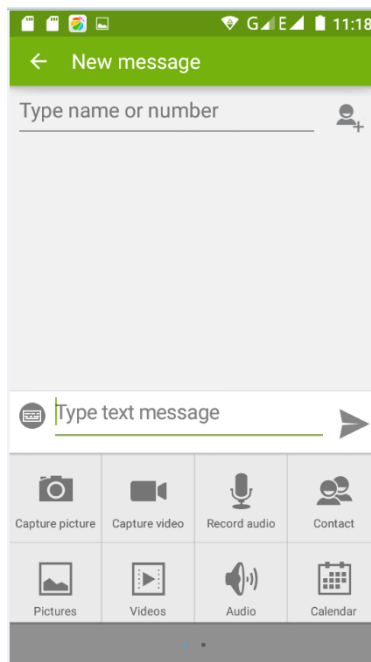 G E 11:18
New message
Type name or number
Type text message
Capture picture Capture video Record audio Contact
Pictures Videos Audio Calendar